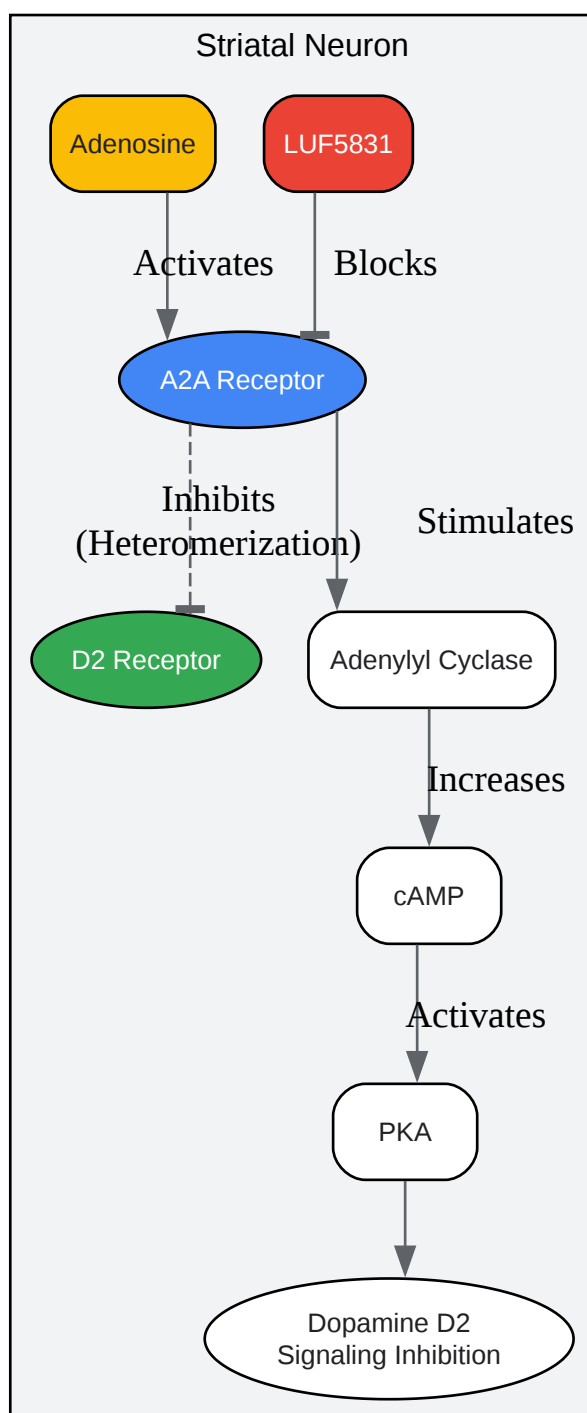 Striatal Neuron
Adenosine
LUF5831
Activates
Blocks
A2A Receptor
Inhibits
(Heteromerization)
Stimulates
D2 Receptor
Adenylyl Cyclase
Increases
cAMP
Activates
PKA
Dopamine D2
Signaling Inhibition